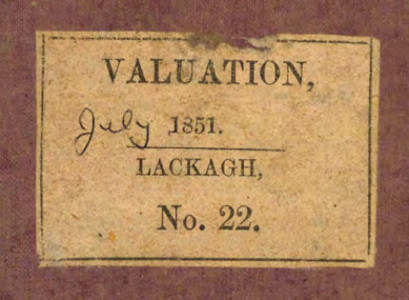 VALUATION,
July 1851.
LACKAGH,
No. 22.